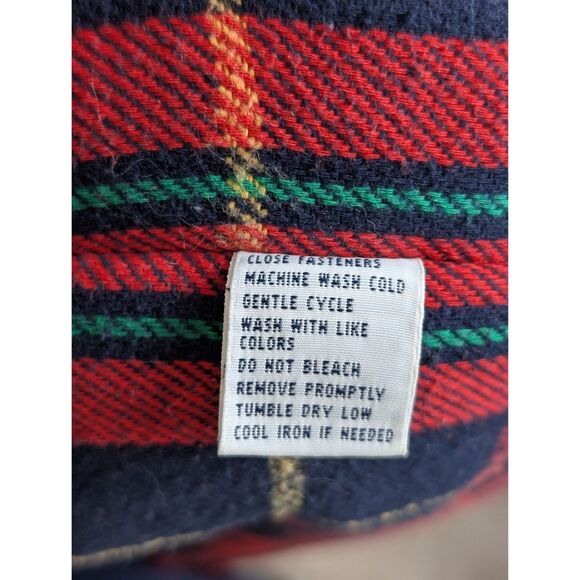 CLOSE FASTENERS
MACHINE WASH COLD
GENTLE CYCLE
WASH WITH LIKE
COLORS
DO NOT BLEACH
REMOVE PROMPTLY
TUMBLE DRY LOW
COOL IRON IF NEEDED